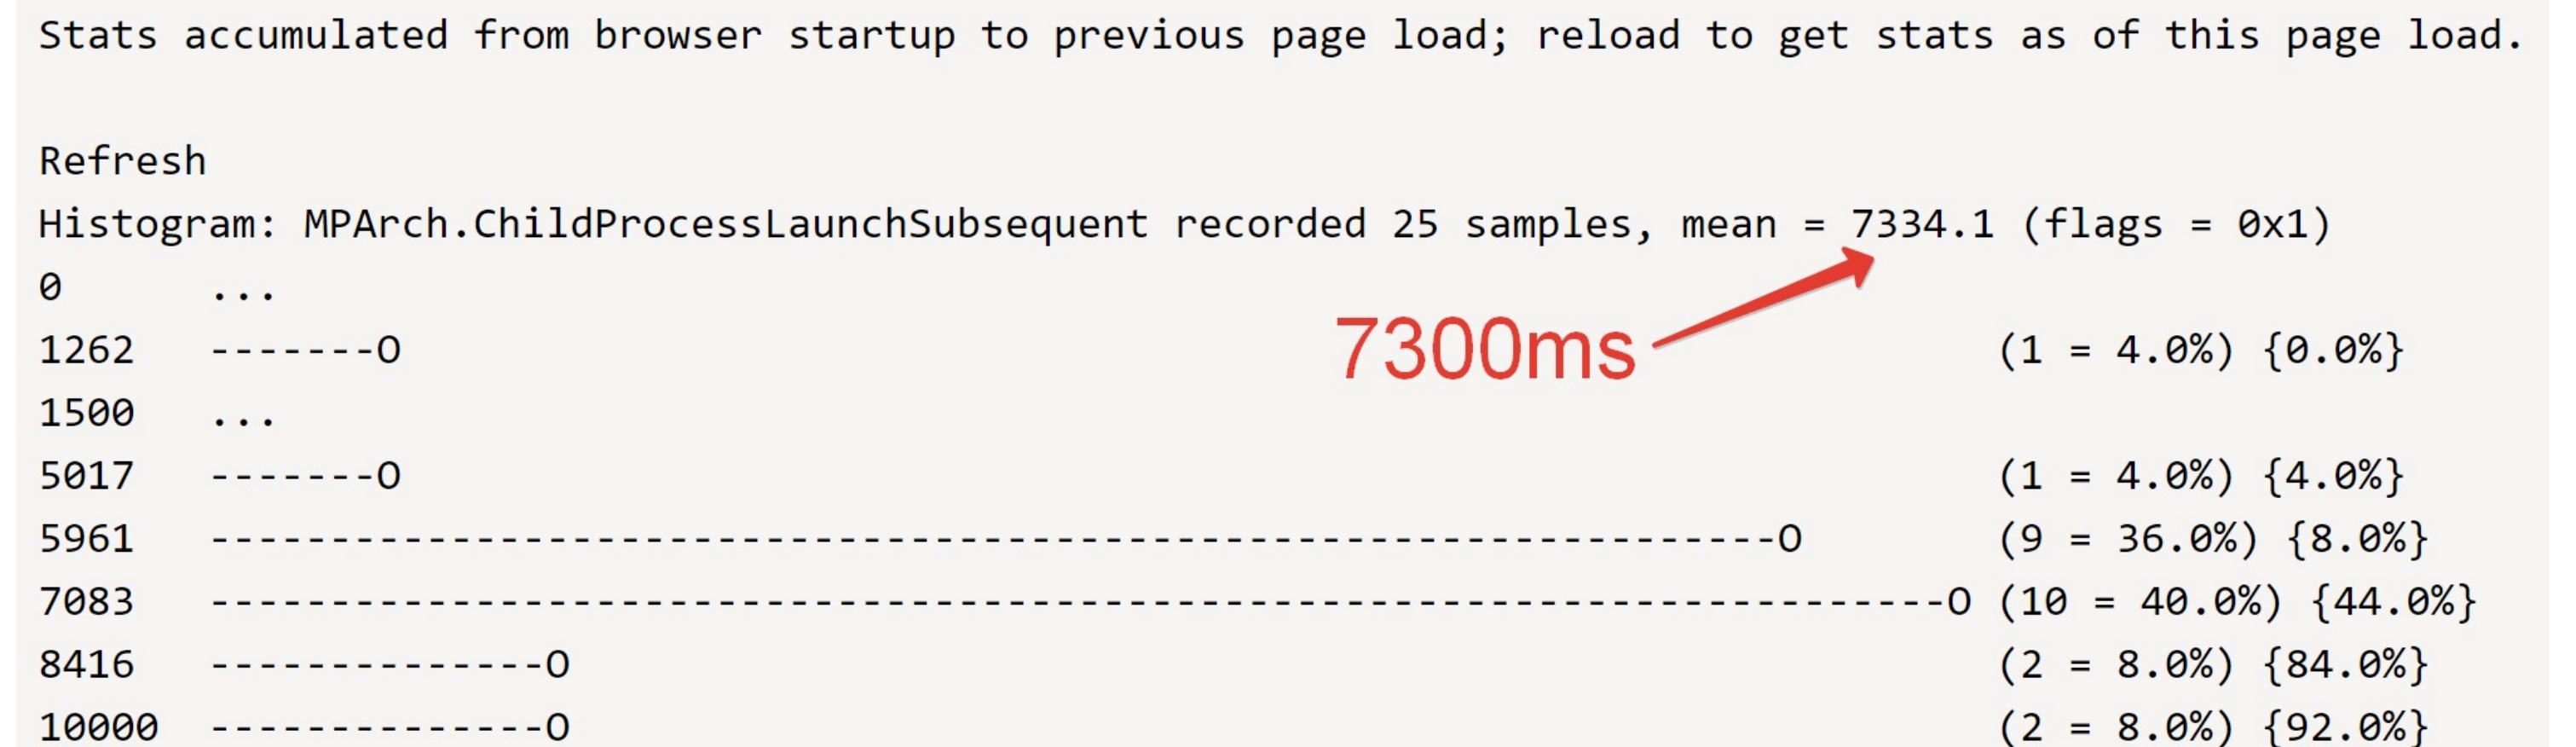 Stats accumulated from browser startup to previous page load; reload to get stats as of this page load.
Refresh
Histogram: MPArch.ChildProcessLaunchSubsequent recorded 25 samples, mean = 7334.1 (flags = 0x1)
0 ...
7300ms
1262 -------O (1 = 4.0%) {0.0%}
1500 ...
5017 -------O (1 = 4.0%) {4.0%}
5961 -----------------------------------------------------------------O (9 = 36.0%) {8.0%}
7083 ------------------------------------------------------------------------O (10 = 40.0%) {44.0%}
8416 --------------O (2 = 8.0%) {84.0%}
10000 --------------O (2 = 8.0%) {92.0%}